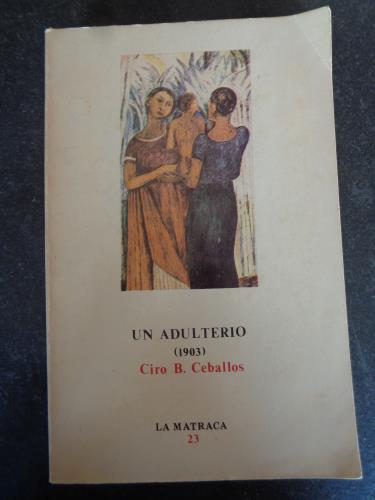 UN ADULTERIO
(1903)
Ciro B. Ceballos
LA MATRACA
23